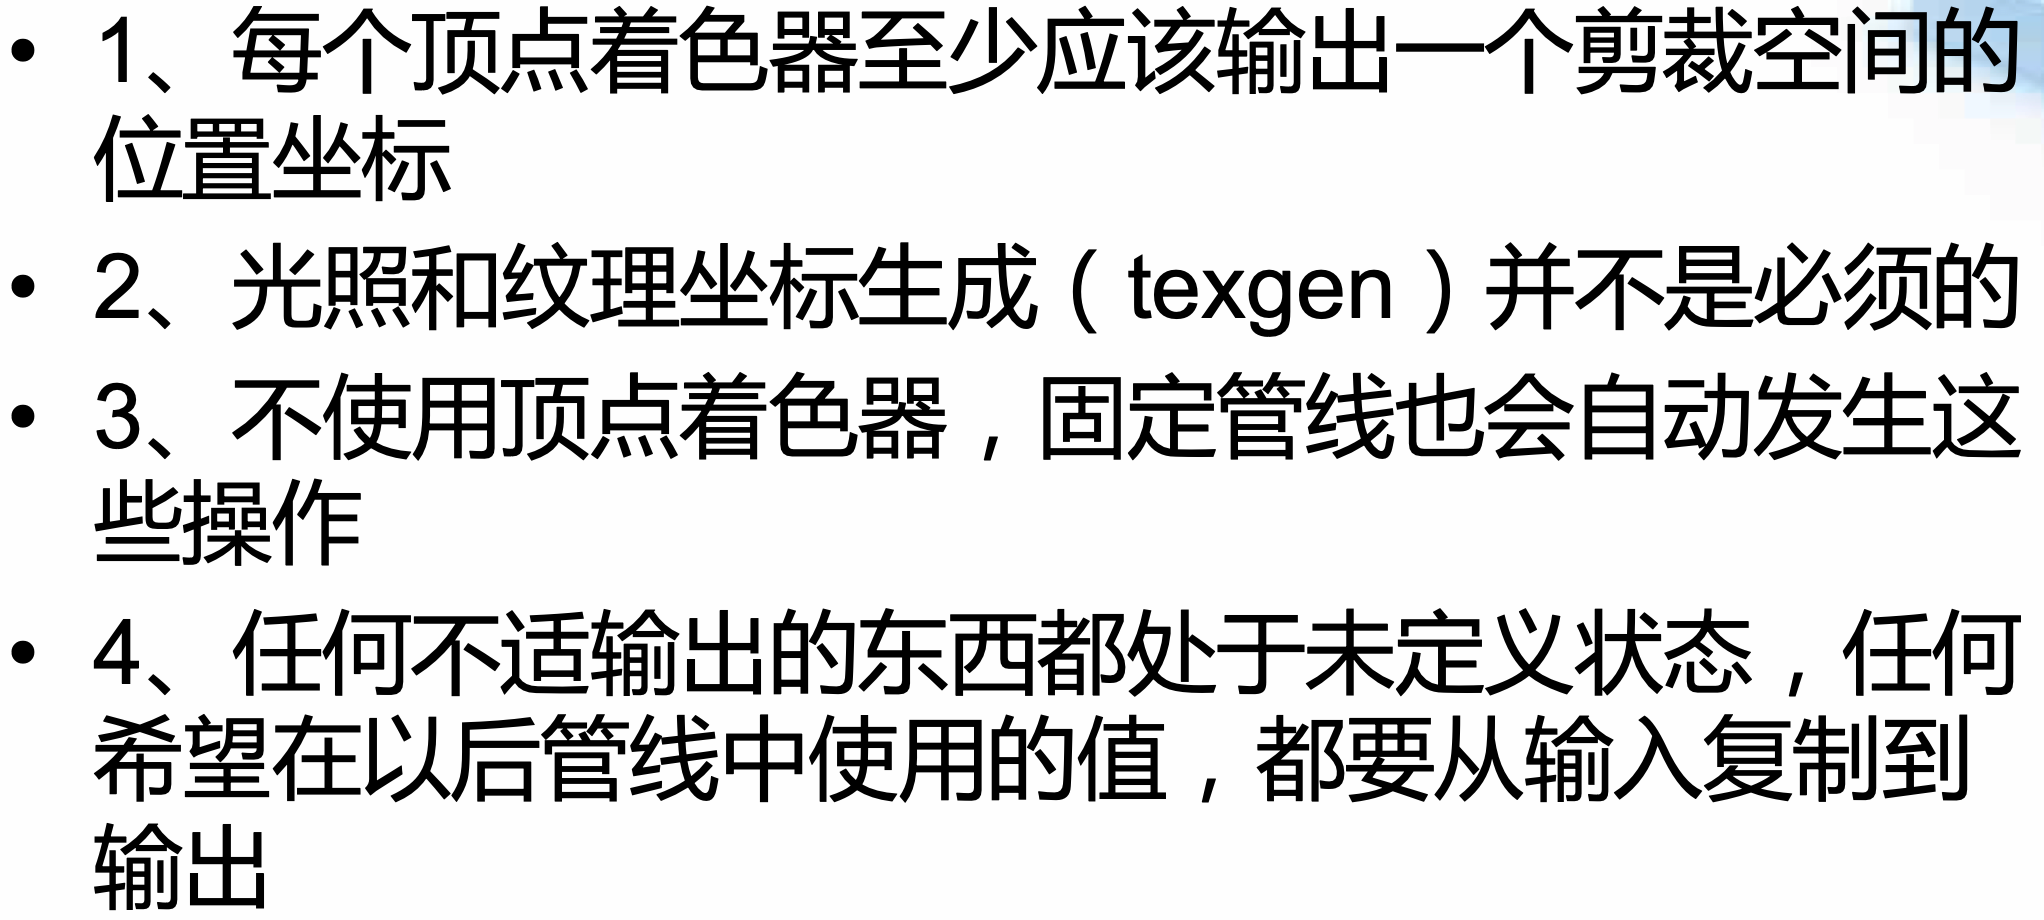 • 1、每个顶点着色器至少应该输出一个剪裁空间的
位置坐标
• 2、光照和纹理坐标生成（texgen）并不是必须的
• 3、不使用顶点着色器，固定管线也会自动发生这
些操作
• 4、任何不适输出的东西都处于未定义状态，任何
希望在以后管线中使用的值，都要从输入复制到
输出